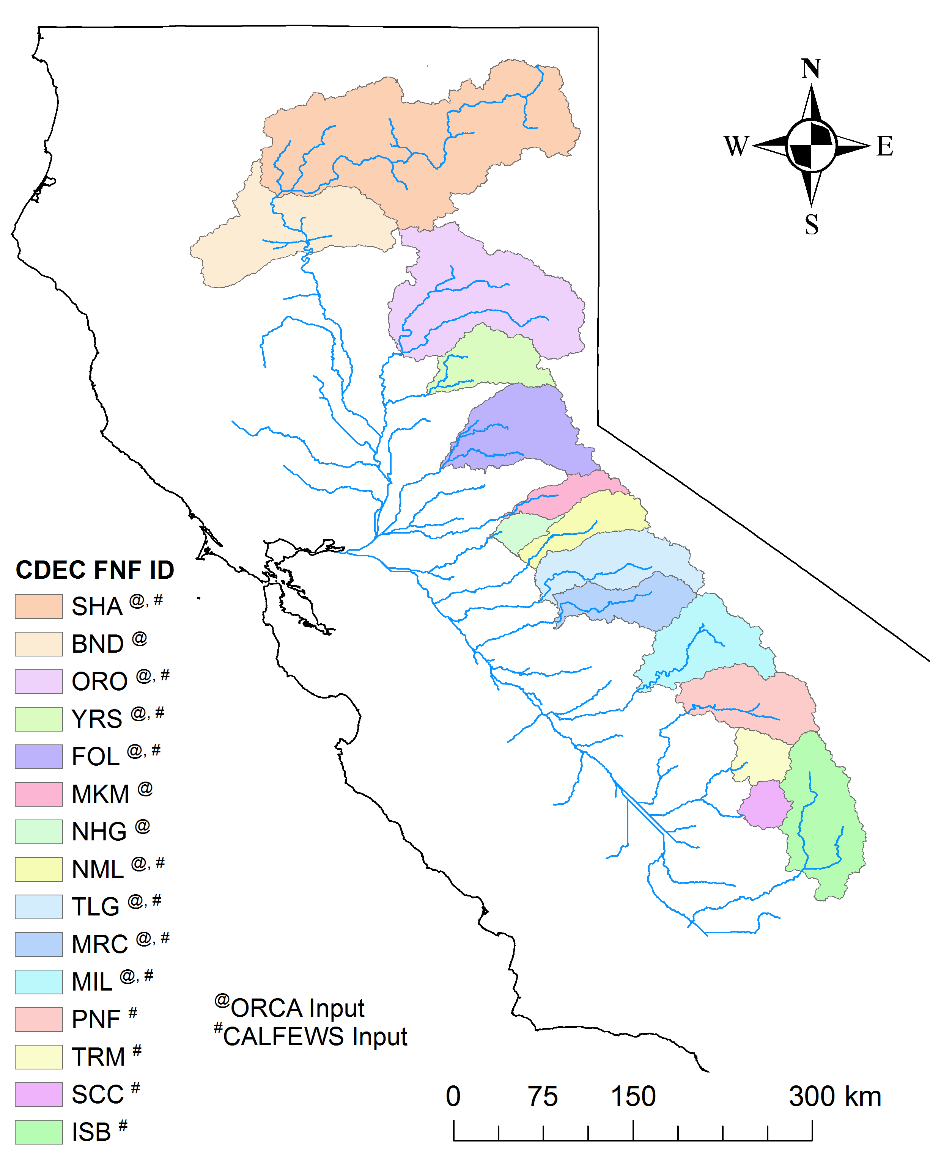 N
W E
S
CDEC FNF ID
SHA @, #
BND @
ORO @, #
YRS @, #
FOL @, #
MKM @
NHG @
NML @, #
TLG @, #
MRC @, #
MIL @, #
PNF #
TRM #
SCC #
ISB #
@ORCA Input
#CALFEWS Input
0 75 150 300 km